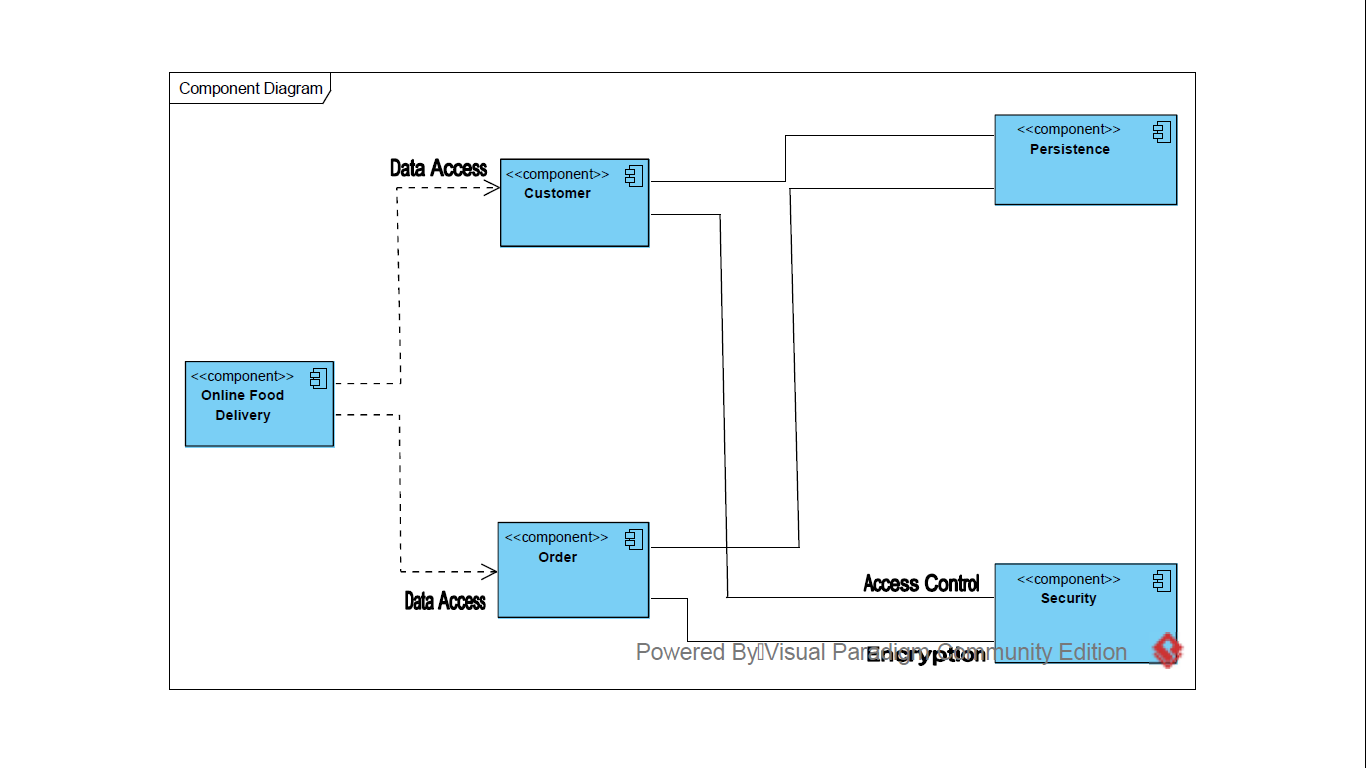 Component Diagram
<<component>>
Persistence
Data Access
<<component>>
Customer
<<component>>
Online Food
Delivery
<<component>>
Order
Data Access
Access Control
<<component>>
Security
Encryption
Powered By Visual Paradigm Community Edition